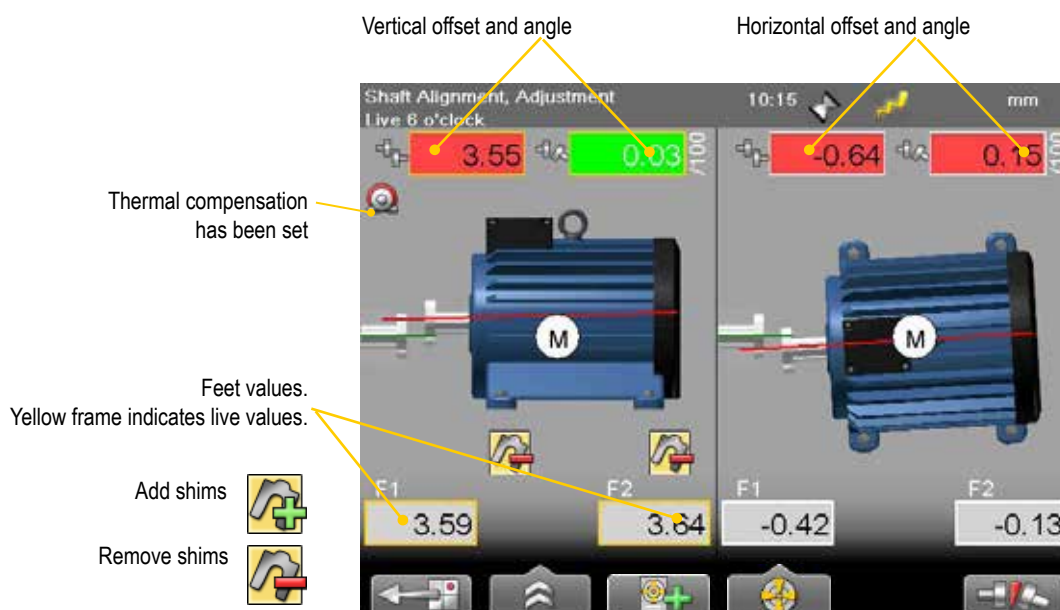 Vertical offset and angle
Horizontal offset and angle
Shaft Alignment, Adjustment
10:15
mm
Live 6 o'clock
3.55
0.03
/100
-0.64
0.15
/100
Thermal compensation
has been set
M
M
Feet values.
Yellow frame indicates live values.
F1
F2
F1
F2
3.59
3.64
-0.42
-0.13
Add shims
Remove shims